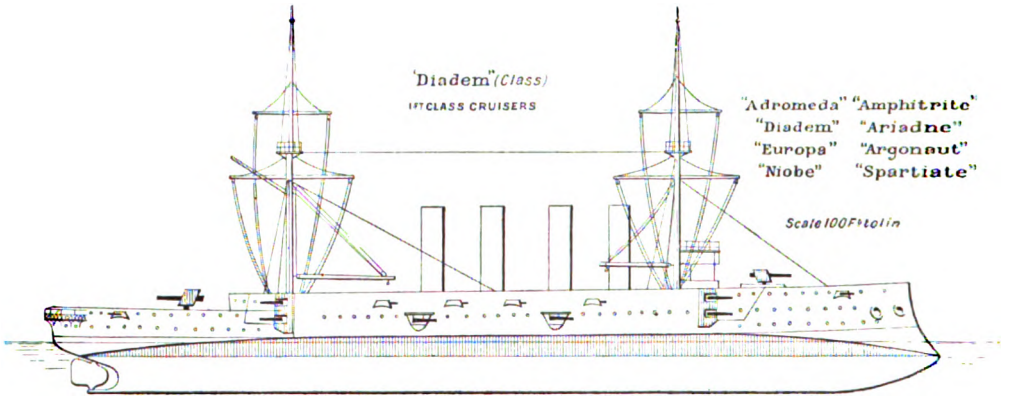 "Diadem" (Class)
1ST CLASS CRUISERS
"Adromeda" "Amphitrite"
"Diadem" "Ariadne"
"Europa" "Argonaut"
"Niobe" "Spartiate"
Scale 100 Ft to 1 in